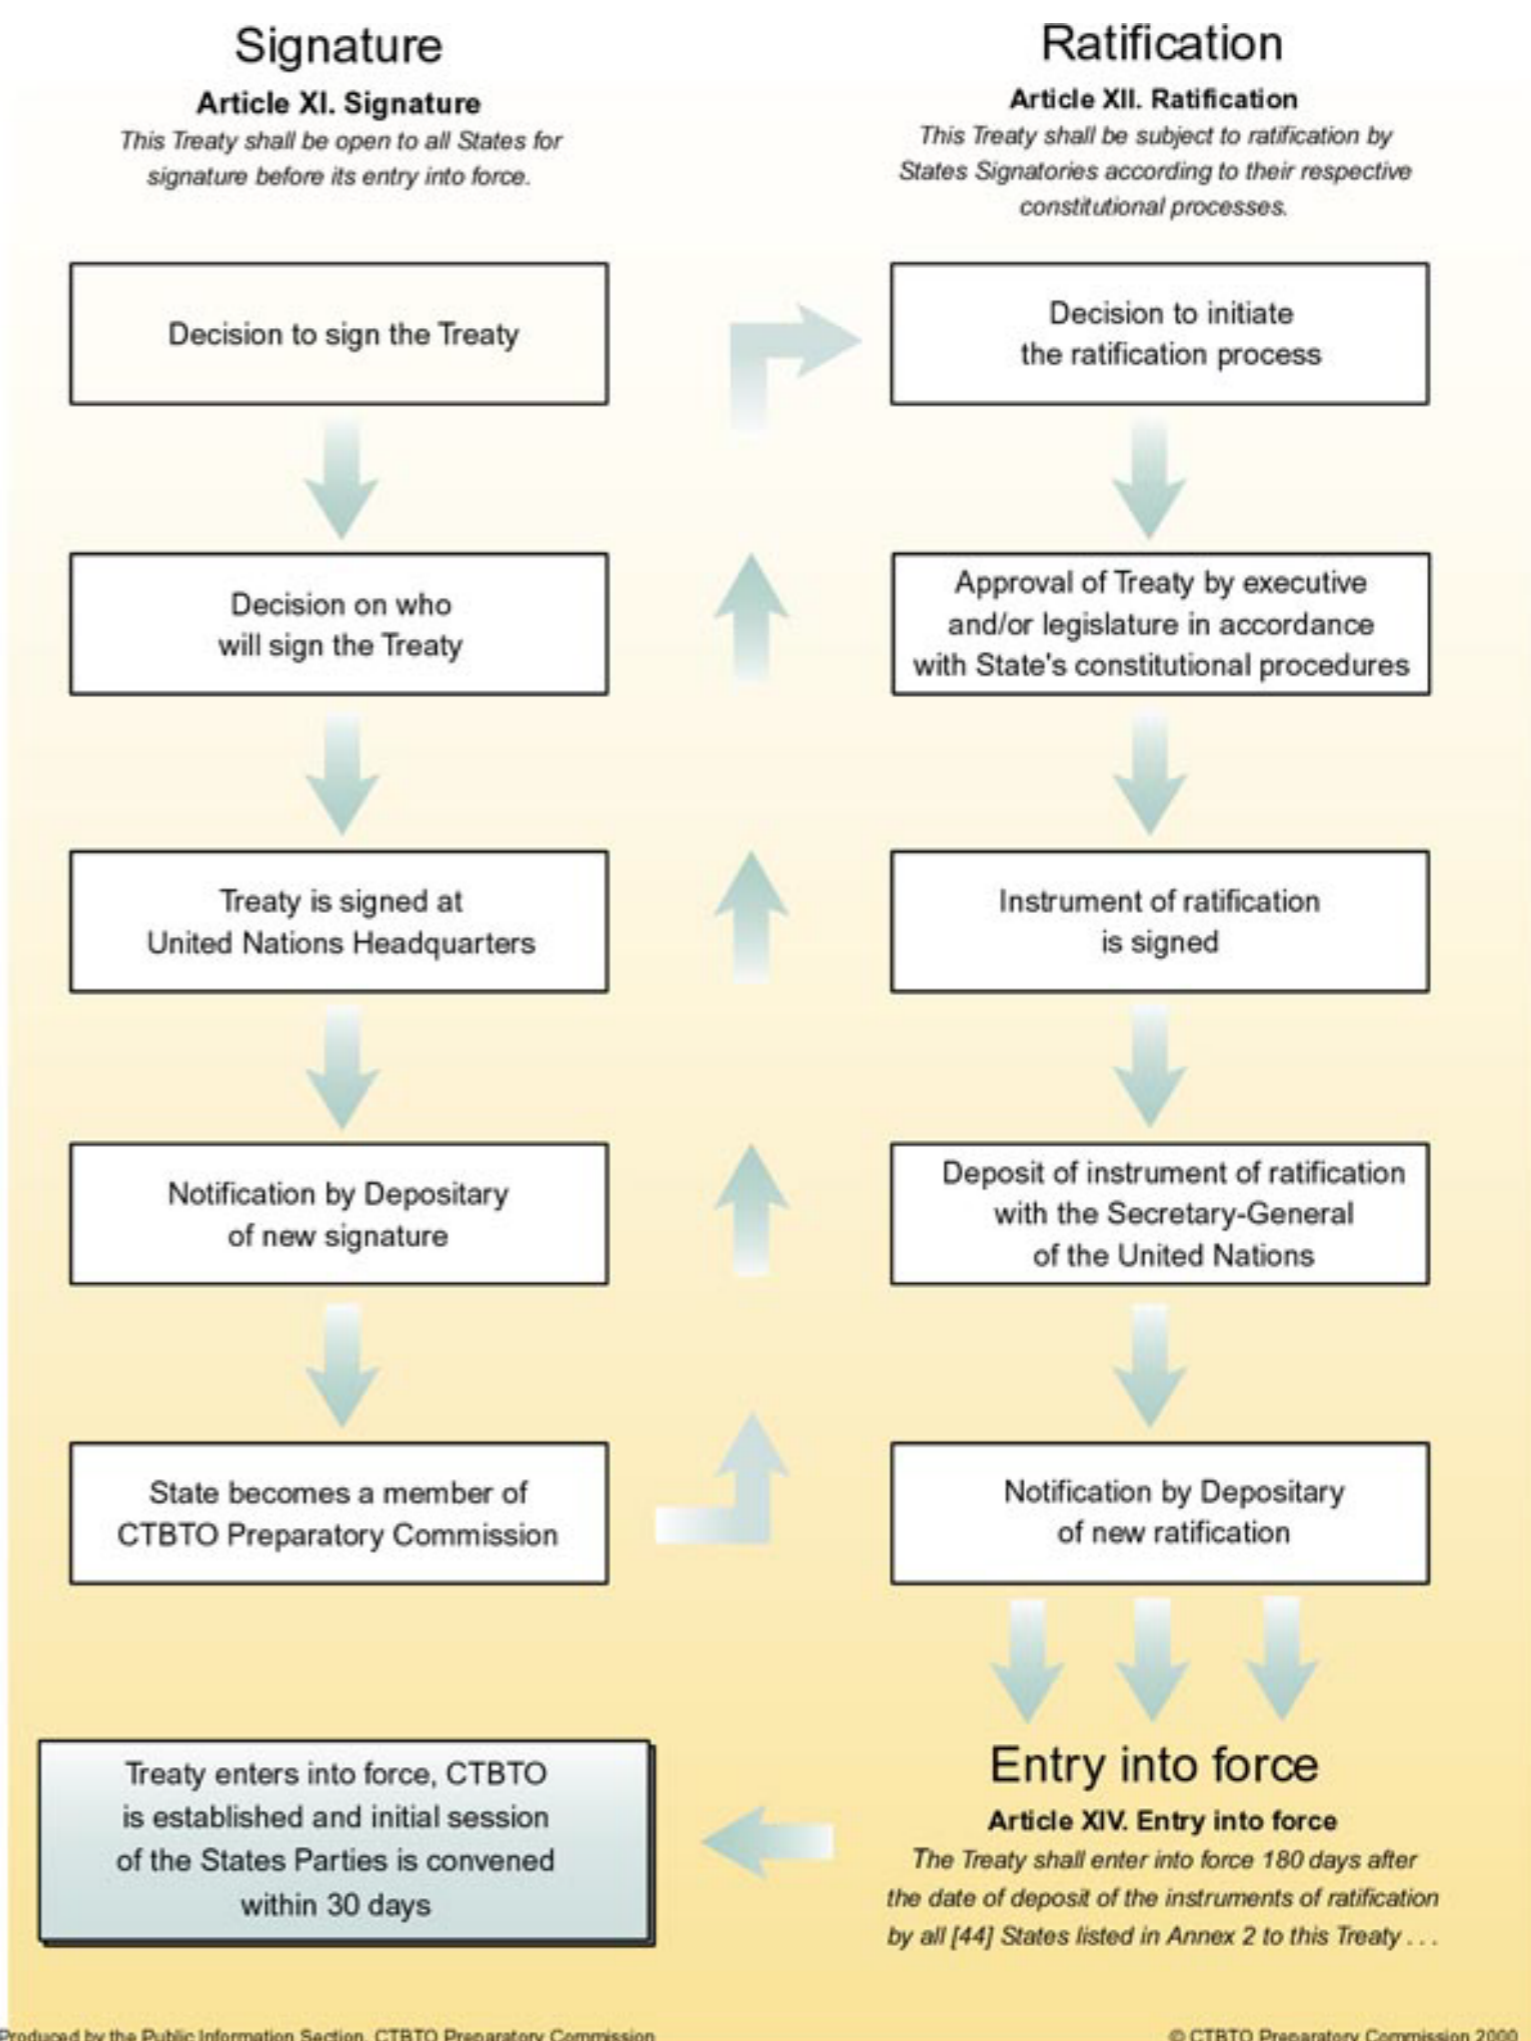 Signature
Article XI. Signature
This Treaty shall be open to all States for
signature before its entry into force.
Decision to sign the Treaty
Decision on who
will sign the Treaty
Treaty is signed at
United Nations Headquarters
Notification by Depositary
of new signature
State becomes a member of
CTBTO Preparatory Commission
Ratification
Article XII. Ratification
This Treaty shall be subject to ratification by
States Signatories according to their respective
constitutional processes.
Decision to initiate
the ratification process
Approval of Treaty by executive
and/or legislature in accordance
with State's constitutional procedures
Instrument of ratification
is signed
Deposit of instrument of ratification
with the Secretary-General
of the United Nations
Notification by Depositary
of new ratification
Entry into force
Article XIV. Entry into force
The Treaty shall enter into force 180 days after
the date of deposit of the instruments of ratification
by all [44] States listed in Annex 2 to this Treaty . . .
Treaty enters into force, CTBTO
is established and initial session
of the States Parties is convened
within 30 days
Produced by the Public Information Section, CTBTO Preparatory Commission
© CTBTO Preparatory Commission 2000